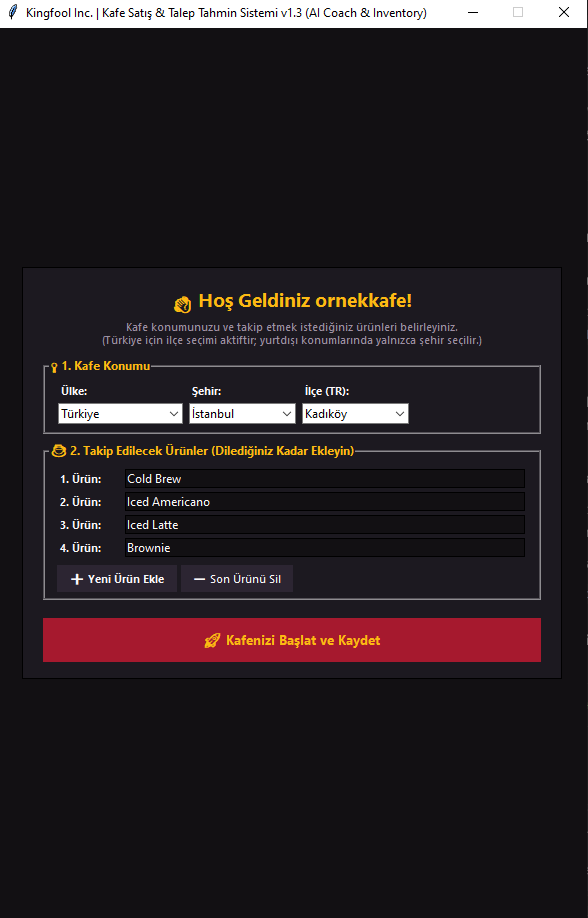 Kingfool Inc. | Kafe Satış & Talep Tahmin Sistemi v1.3 (AI Coach & Inventory)
Hoş Geldiniz ornekkafe!
Kafe konumunuzu ve takip etmek istediğiniz ürünleri belirleyiniz.
(Türkiye için ilçe seçimi aktiftir; yurtdışı konumlarında yalnızca şehir seçilir.)
1. Kafe Konumu
Ülke: Şehir: İlçe (TR):
Türkiye İstanbul Kadıköy
2. Takip Edilecek Ürünler (Dilediğiniz Kadar Ekleyin)
1. Ürün: Cold Brew
2. Ürün: Iced Americano
3. Ürün: Iced Latte
4. Ürün: Brownie
Yeni Ürün Ekle Son Ürünü Sil
Kafenizi Başlat ve Kaydet